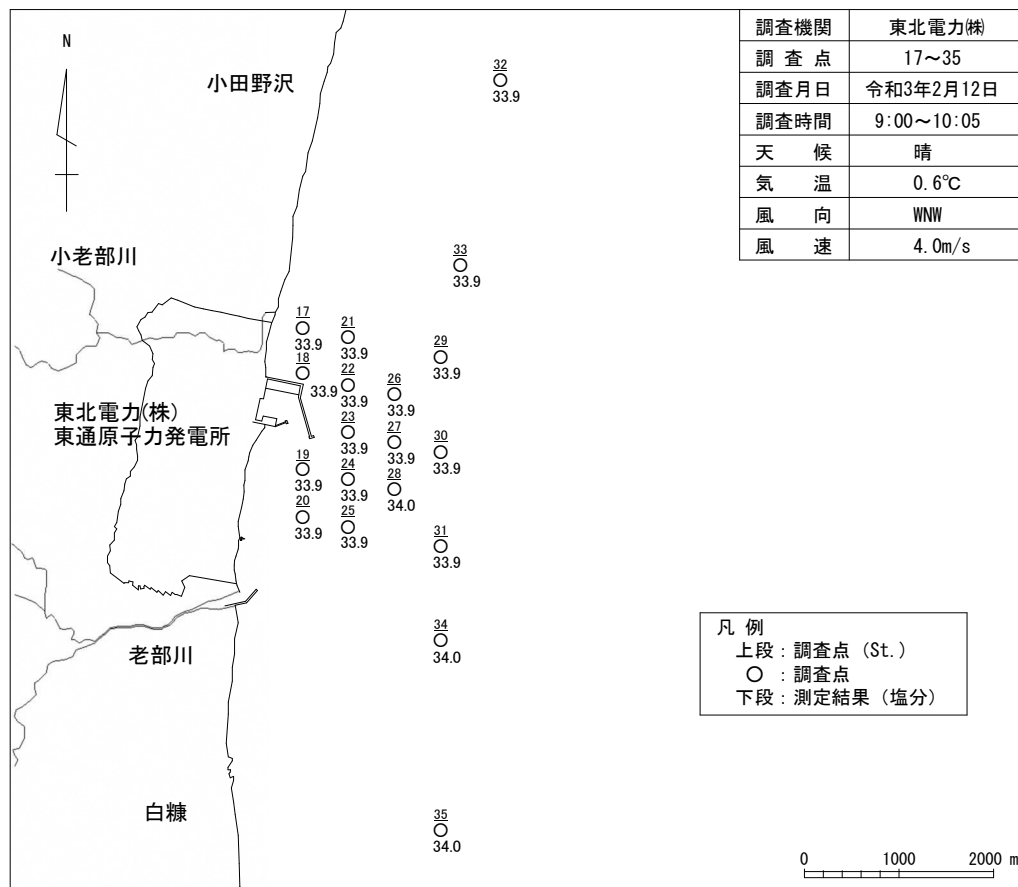 N
小田野沢
小老部川
東北電力(株)
東通原子力発電所
老部川
白糠
調査機関 東北電力㈱
調査点 17～35
調査月日 令和3年2月12日
調査時間 9:00～10:05
天候 晴
気温 0.6℃
風向 WNW
風速 4.0m/s
32
33.9
33
33.9
17
33.9
21
33.9
29
33.9
18
33.9
22
33.9
26
33.9
23
33.9
27
33.9
30
33.9
19
33.9
24
33.9
28
34.0
20
33.9
25
33.9
31
33.9
34
34.0
35
34.0
凡例
上段：調査点（St.）
○：調査点
下段：測定結果（塩分）
0 1000 2000 m